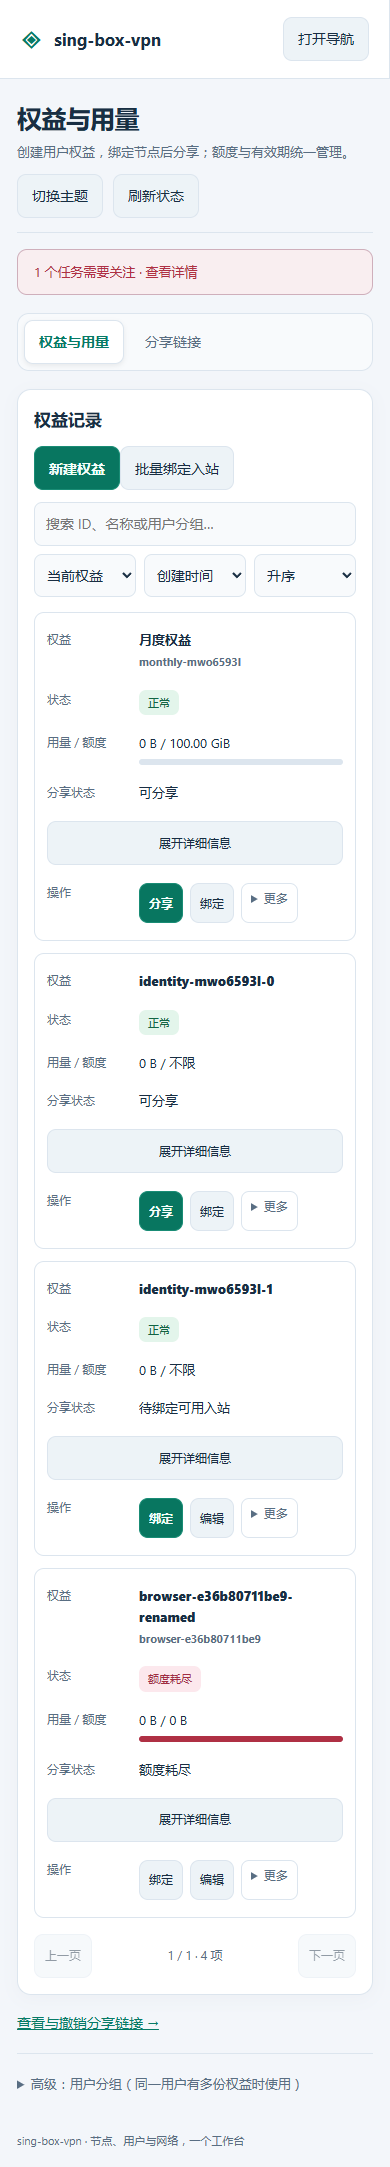 sing-box-vpn
打开导航
权益与用量
创建用户权益，绑定节点后分享；额度与有效期统一管理。
切换主题
刷新状态
1 个任务需要关注 · 查看详情
权益与用量
分享链接
权益记录
新建权益
批量绑定入站
搜索 ID、名称或用户分组...
当前权益
创建时间
升序
权益
月度权益
monthly-mwo6593l
状态
正常
用量 / 额度
0 B / 100.00 GiB
分享状态
可分享
展开详细信息
操作
分享
绑定
▶ 更多
权益
identity-mwo6593l-0
状态
正常
用量 / 额度
0 B / 不限
分享状态
可分享
展开详细信息
操作
分享
绑定
▶ 更多
权益
identity-mwo6593l-1
状态
正常
用量 / 额度
0 B / 不限
分享状态
待绑定可用入站
展开详细信息
操作
绑定
编辑
▶ 更多
权益
browser-e36b80711be9-
renamed
browser-e36b80711be9
状态
额度耗尽
用量 / 额度
0 B / 0 B
分享状态
额度耗尽
展开详细信息
操作
绑定
编辑
▶ 更多
上一页
1 / 1 · 4 项
下一页
查看与撤销分享链接 →
▶ 高级：用户分组（同一用户有多份权益时使用）
sing-box-vpn · 节点、用户与网络，一个工作台